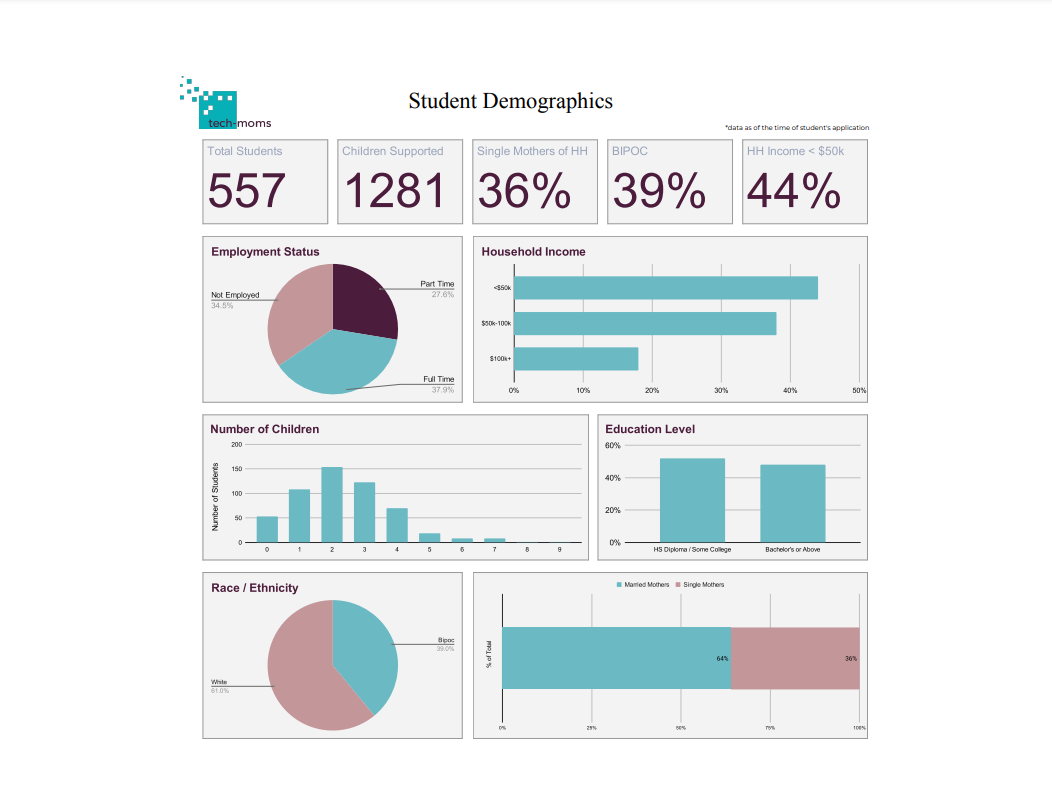 Student Demographics
tech-moms
*data as of the time of student's application
Total Students
557
Children Supported
1281
Single Mothers of HH
36%
BIPOC
39%
HH Income < $50k
44%
Employment Status
Part Time
27.6%
Not Employed
34.5%
Full Time
37.9%
Household Income
<$50k
$50k-100k
$100k+
0% 10% 20% 30% 40% 50%
Number of Children
Number of Students
200
150
100
50
0
0 1 2 3 4 5 6 7 8 9
Education Level
60%
40%
20%
0%
HS Diploma / Some College Bachelor's or Above
Race / Ethnicity
Bipoc
39.0%
White
61.0%
Married Mothers Single Mothers
% of Total
64% 36%
0% 25% 50% 75% 100%